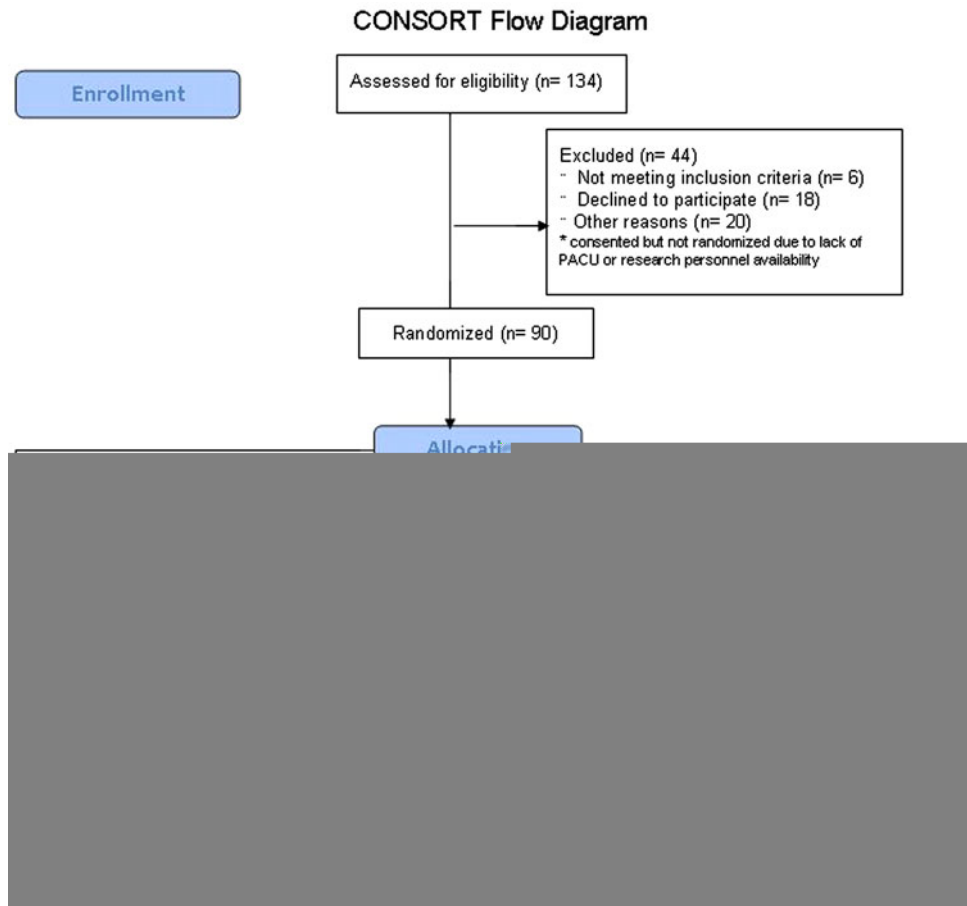 CONSORT Flow Diagram
Enrollment
Assessed for eligibility (n= 134)
Excluded (n= 44)
¨ Not meeting inclusion criteria (n= 6)
¨ Declined to participate (n= 18)
¨ Other reasons (n= 20)
* consented but not randomized due to lack of
PACU or research personnel availability
Randomized (n= 90)